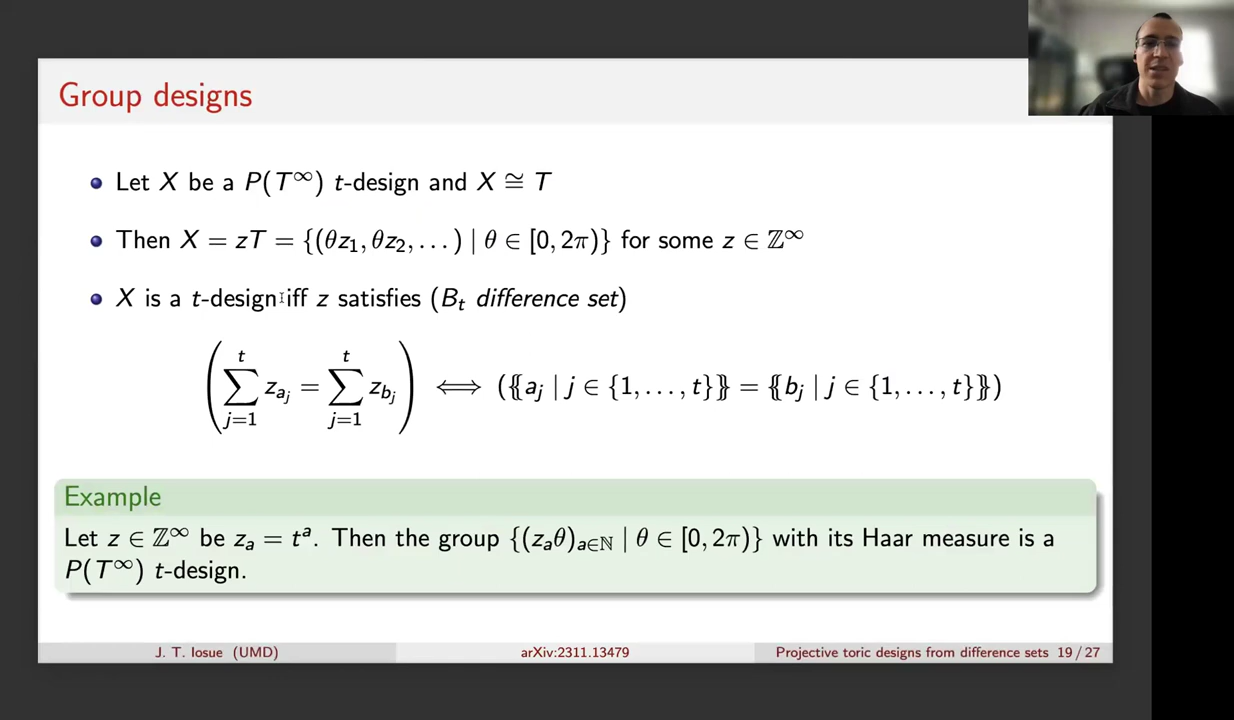 Group designs
Let X be a P(T^∞) t-design and X ≅ T
Then X = zT = {(θz₁, θz₂, . . . ) | θ ∈ [0, 2π)} for some z ∈ ℤ^∞
X is a t-design iff z satisfies (B_t difference set)
(∑_{j=1}^{t} z_{a_j} = ∑_{j=1}^{t} z_{b_j}) ⟺ (⦃a_j | j ∈ {1, . . . , t}⦄ = ⦃b_j | j ∈ {1, . . . , t}⦄)
Example
Let z ∈ ℤ^∞ be z_a = t^a. Then the group {(z_aθ)_{a∈ℕ} | θ ∈ [0, 2π)} with its Haar measure is a
P(T^∞) t-design.
J. T. Iosue (UMD) arXiv:2311.13479 Projective toric designs from difference sets 19 / 27